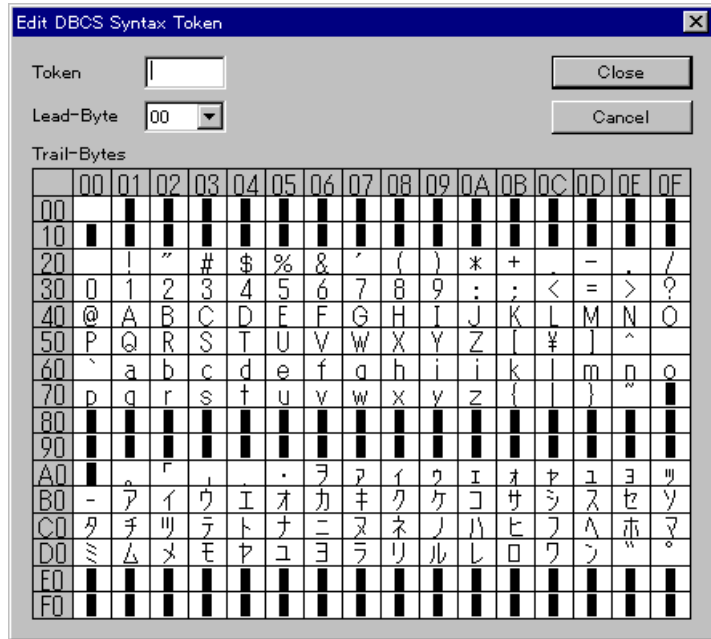 Edit DBCS Syntax Token
Token
Close
Lead-Byte 00
Cancel
Trail-Bytes
00 01 02 03 04 05 06 07 08 09 0A 0B 0C 0D 0E 0F
00
10
20 ! " # $ % & ' ( ) * + , - . /
30 0 1 2 3 4 5 6 7 8 9 : ; < = > ?
40 @ A B C D E F G H I J K L M N O
50 P Q R S T U V W X Y Z [ ¥ ] ^
60 ` a b c d e f g h i j k l m n o
70 p q r s t u v w x y z { | } ~
80
90
A0 。 「 」 、 ・ ヲ ァ ィ ゥ ェ ォ ャ ュ ョ ッ
B0 ー ア イ ウ エ オ カ キ ク ケ コ サ シ ス セ ソ
C0 タ チ ツ テ ト ナ ニ ヌ ネ ノ ハ ヒ フ ヘ ホ マ
D0 ミ ム メ モ ヤ ユ ヨ ラ リ ル レ ロ ワ ン ゛ ゜
E0
F0